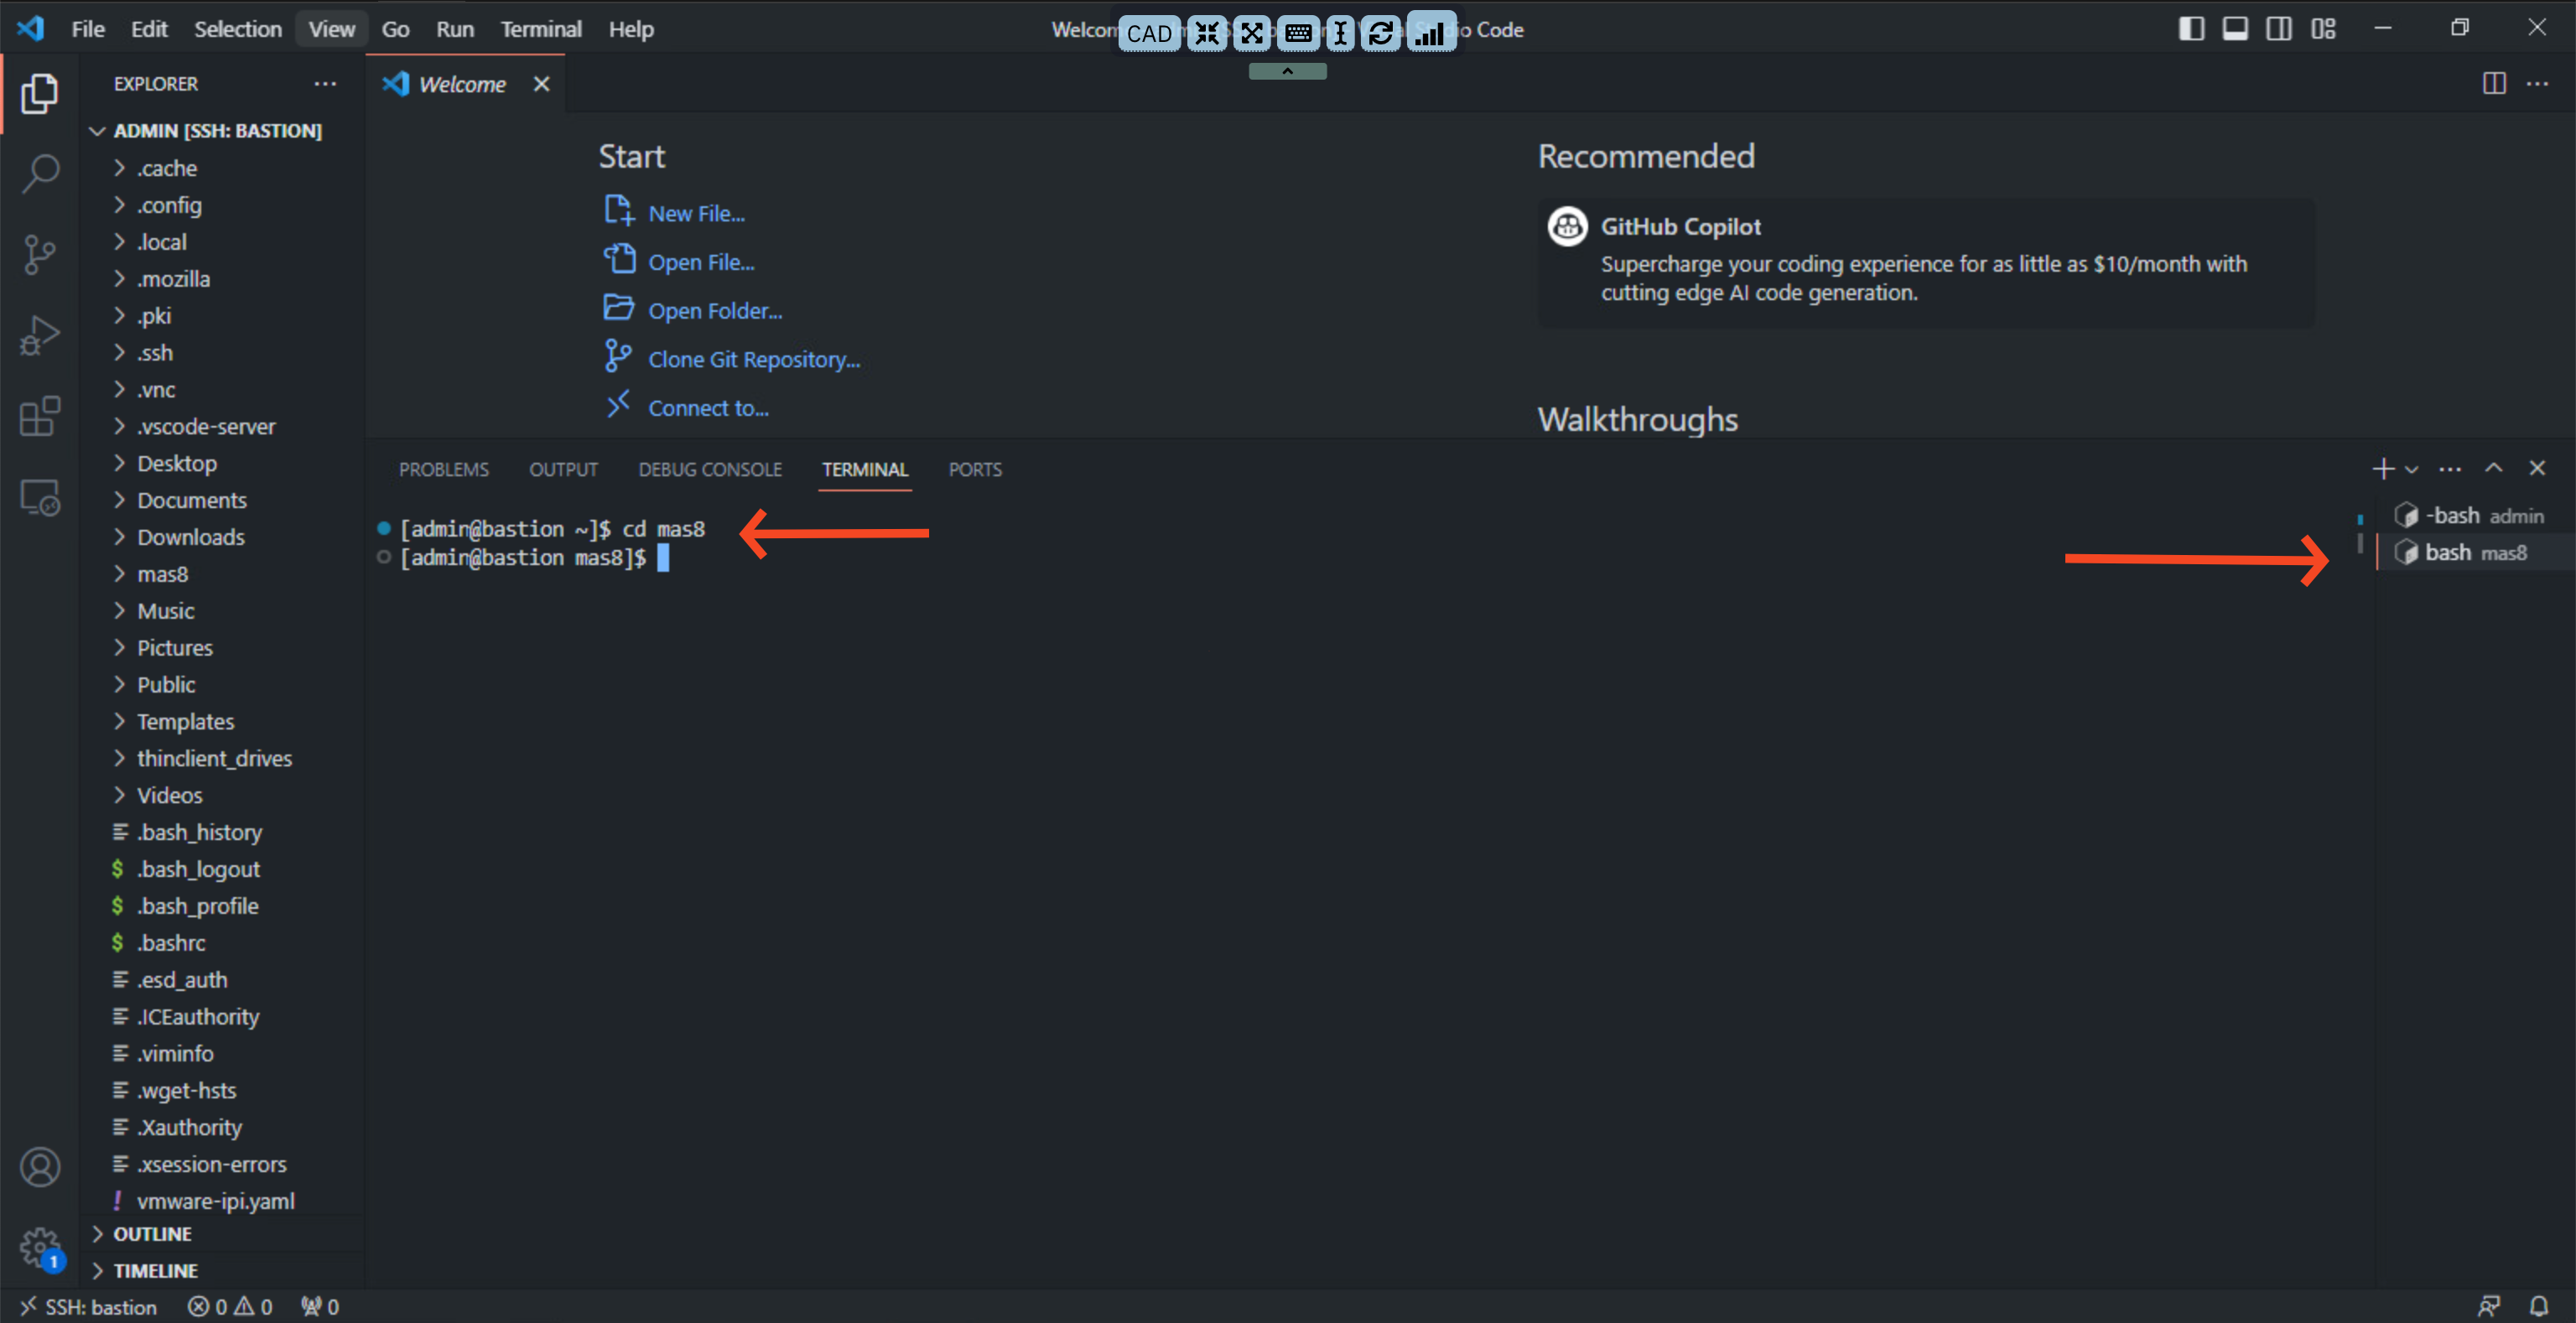 File Edit Selection View Go Run Terminal Help
Welcom
io Code
CAD
EXPLORER
ADMIN [SSH: BASTION]
.cache
.config
.local
.mozilla
.pki
.ssh
.vnc
.vscode-server
Desktop
Documents
Downloads
mas8
Music
Pictures
Public
Templates
thinclient_drives
Videos
.bash_history
$ .bash_logout
$ .bash_profile
$ .bashrc
.esd_auth
.ICEauthority
.viminfo
.wget-hsts
.Xauthority
.xsession-errors
! vmware-ipi.yaml
OUTLINE
TIMELINE
1
Welcome
Start
New File...
Open File...
Open Folder...
Clone Git Repository...
Connect to...
Recommended
GitHub Copilot
Supercharge your coding experience for as little as $10/month with
cutting edge AI code generation.
Walkthroughs
PROBLEMS OUTPUT DEBUG CONSOLE TERMINAL PORTS
[admin@bastion ~]$ cd mas8
[admin@bastion mas8]$
-bash admin
bash mas8
SSH: bastion 0 0 0